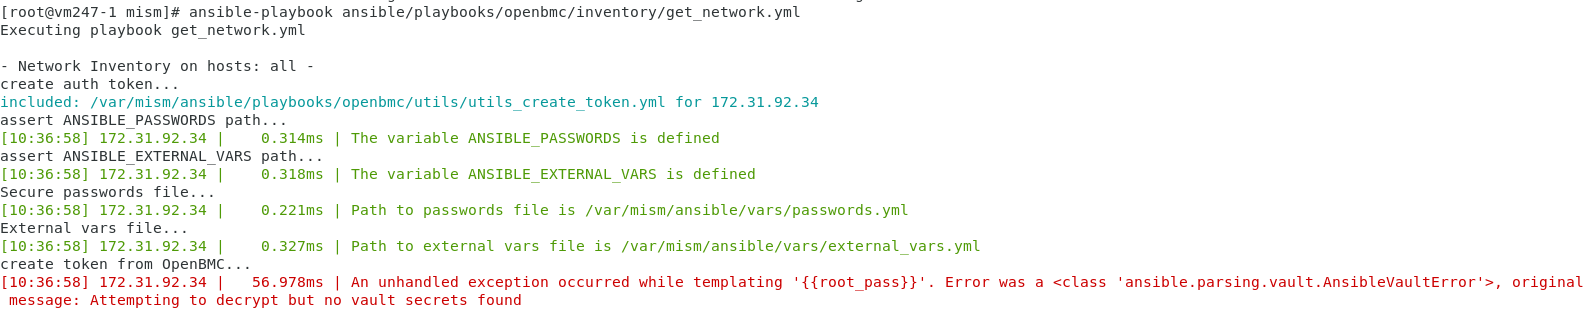 [root@vm247-1 mism]# ansible-playbook ansible/playbooks/openbmc/inventory/get_network.yml
Executing playbook get_network.yml

- Network Inventory on hosts: all -
create auth token...
included: /var/mism/ansible/playbooks/openbmc/utils/utils_create_token.yml for 172.31.92.34
assert ANSIBLE_PASSWORDS path...
[10:36:58] 172.31.92.34 |    0.314ms | The variable ANSIBLE_PASSWORDS is defined
assert ANSIBLE_EXTERNAL_VARS path...
[10:36:58] 172.31.92.34 |    0.318ms | The variable ANSIBLE_EXTERNAL_VARS is defined
Secure passwords file...
[10:36:58] 172.31.92.34 |    0.221ms | Path to passwords file is /var/mism/ansible/vars/passwords.yml
External vars file...
[10:36:58] 172.31.92.34 |    0.327ms | Path to external vars file is /var/mism/ansible/vars/external_vars.yml
create token from OpenBMC...
[10:36:58] 172.31.92.34 |   56.978ms | An unhandled exception occurred while templating '{{root_pass}}'. Error was a <class 'ansible.parsing.vault.AnsibleVaultError'>, original
 message: Attempting to decrypt but no vault secrets found